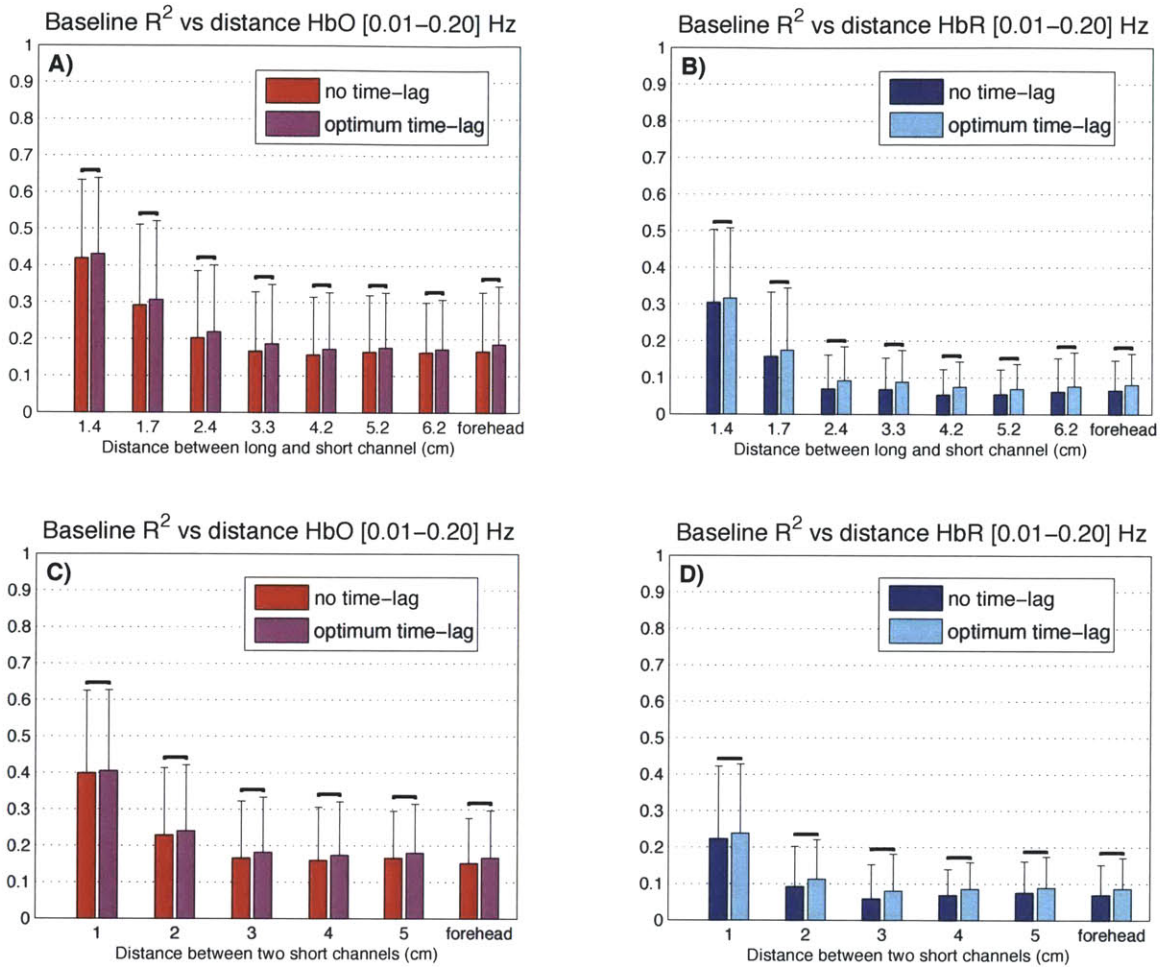 Baseline R² vs distance HbO [0.01–0.20] Hz
A)
no time–lag
optimum time–lag
1
0.9
0.8
0.7
0.6
0.5
0.4
0.3
0.2
0.1
0
1.4 1.7 2.4 3.3 4.2 5.2 6.2 forehead
Distance between long and short channel (cm)
Baseline R² vs distance HbR [0.01–0.20] Hz
B)
no time–lag
optimum time–lag
1
0.9
0.8
0.7
0.6
0.5
0.4
0.3
0.2
0.1
0
1.4 1.7 2.4 3.3 4.2 5.2 6.2 forehead
Distance between long and short channel (cm)
Baseline R² vs distance HbO [0.01–0.20] Hz
C)
no time–lag
optimum time–lag
1
0.9
0.8
0.7
0.6
0.5
0.4
0.3
0.2
0.1
0
1 2 3 4 5 forehead
Distance between two short channels (cm)
Baseline R² vs distance HbR [0.01–0.20] Hz
D)
no time–lag
optimum time–lag
1
0.9
0.8
0.7
0.6
0.5
0.4
0.3
0.2
0.1
0
1 2 3 4 5 forehead
Distance between two short channels (cm)